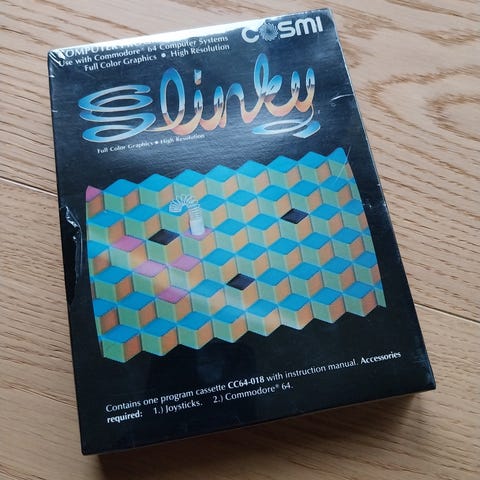 COSMI
COMPUTER
Use with Commodore® 64 Computer Systems
Full Color Graphics • High Resolution
Slinky
Full Color Graphics • High Resolution
Contains one program cassette CC64-018 with instruction manual. Accessories
required: 1.) Joysticks. 2.) Commodore® 64.